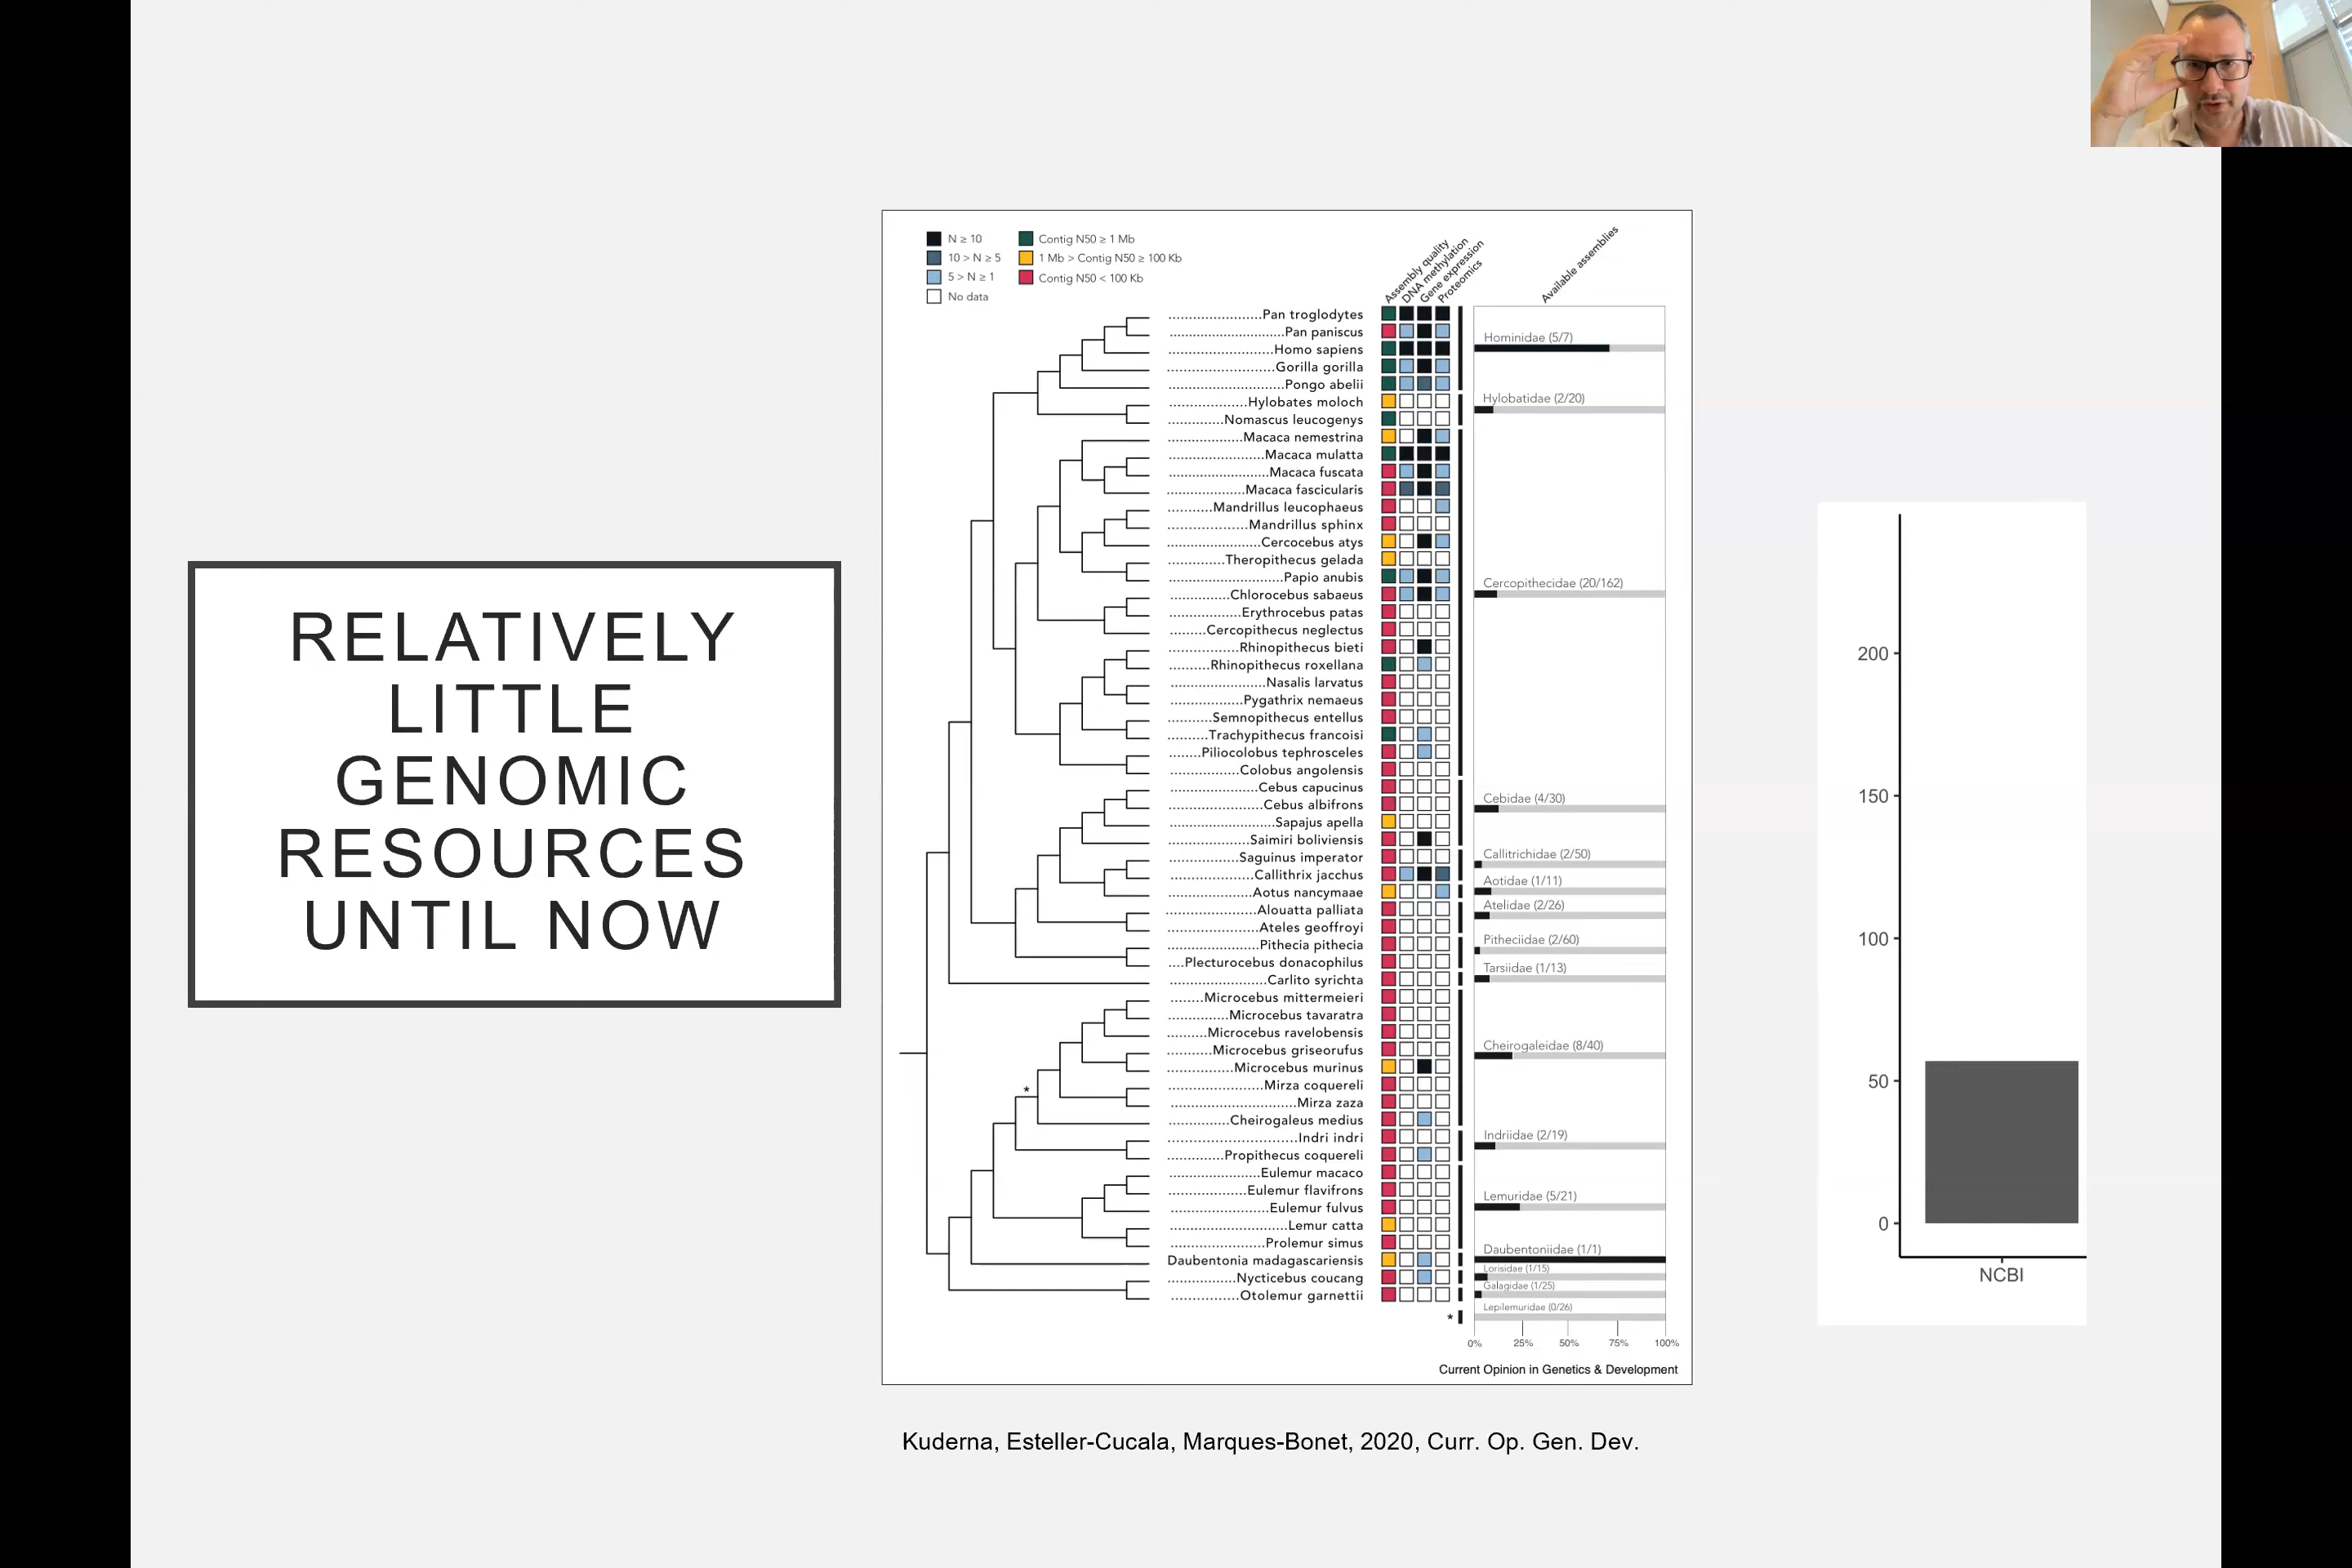 RELATIVELY
LITTLE
GENOMIC
RESOURCES
UNTIL NOW
N ≥ 10
10 > N ≥ 5
5 > N ≥ 1
No data
Contig N50 ≥ 1 Mb
1 Mb > Contig N50 ≥ 100 Kb
Contig N50 < 100 Kb
Assembly quality
DNA methylation
Gene expression
Proteomics
Available assemblies
Pan troglodytes
Pan paniscus
Homo sapiens
Gorilla gorilla
Pongo abelii
Hylobates moloch
Nomascus leucogenys
Macaca nemestrina
Macaca mulatta
Macaca fuscata
Macaca fascicularis
Mandrillus leucophaeus
Mandrillus sphinx
Cercocebus atys
Theropithecus gelada
Papio anubis
Chlorocebus sabaeus
Erythrocebus patas
Cercopithecus neglectus
Rhinopithecus bieti
Rhinopithecus roxellana
Nasalis larvatus
Pygathrix nemaeus
Semnopithecus entellus
Trachypithecus francoisi
Piliocolobus tephrosceles
Colobus angolensis
Cebus capucinus
Cebus albifrons
Sapajus apella
Saimiri boliviensis
Saguinus imperator
Callithrix jacchus
Aotus nancymaae
Alouatta palliata
Ateles geoffroyi
Pithecia pithecia
Plecturocebus donacophilus
Carlito syrichta
Microcebus mittermeieri
Microcebus tavaratra
Microcebus ravelobensis
Microcebus griseorufus
Microcebus murinus
Mirza coquereli
Mirza zaza
Cheirogaleus medius
Indri indri
Propithecus coquereli
Eulemur macaco
Eulemur flavifrons
Eulemur fulvus
Lemur catta
Prolemur simus
Daubentonia madagascariensis
Nycticebus coucang
Otolemur garnettii
*
*
Hominidae (5/7)
Hylobatidae (2/20)
Cercopithecidae (20/162)
Cebidae (4/30)
Callitrichidae (2/50)
Aotidae (1/11)
Atelidae (2/26)
Pitheciidae (2/60)
Tarsiidae (1/13)
Cheirogaleidae (8/40)
Indriidae (2/19)
Lemuridae (5/21)
Daubentoniidae (1/1)
Lorisidae (1/15)
Galagidae (1/25)
Lepilemuridae (0/26)
0% 25% 50% 75% 100%
Current Opinion in Genetics & Development
Kuderna, Esteller-Cucala, Marques-Bonet, 2020, Curr. Op. Gen. Dev.
200
150
100
50
0
NCBI